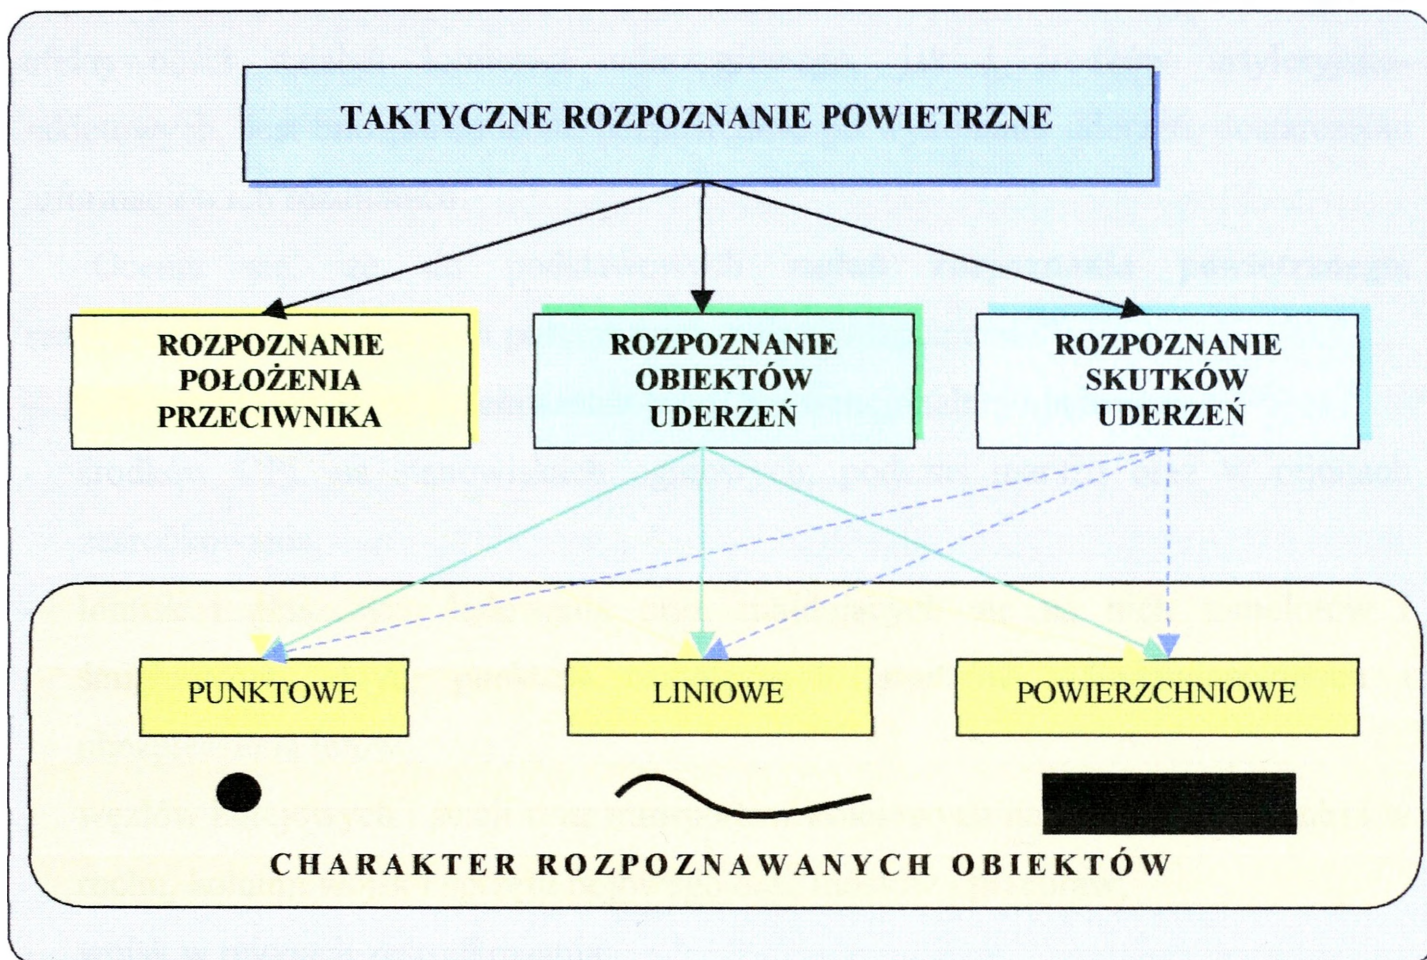 TAKTYCZNE ROZPOZNANIE POWIETRZNE
ROZPOZNANIE
POŁOŻENIA
PRZECIWNIKA
ROZPOZNANIE
OBIEKTÓW
UDERZEŃ
ROZPOZNANIE
SKUTKÓW
UDERZEŃ
PUNKTOWE
LINIOWE
POWIERZCHNIOWE
CHARAKTER ROZPOZNAWANYCH OBIEKTÓW